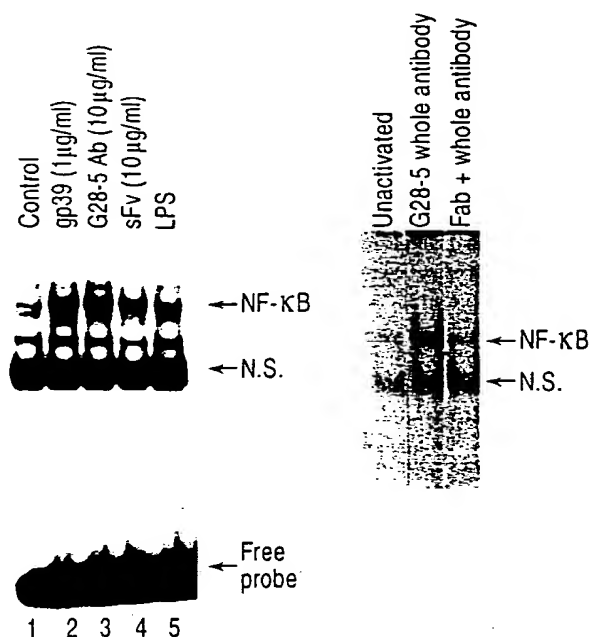 Control
gp39 (1μg/ml)
G28-5 Ab (10μg/ml)
sFv (10μg/ml)
LPS
NF-κB
N.S.
Free
probe
1 2 3 4 5
Unactivated
G28-5 whole antibody
Fab + whole antibody
NF-κB
N.S.